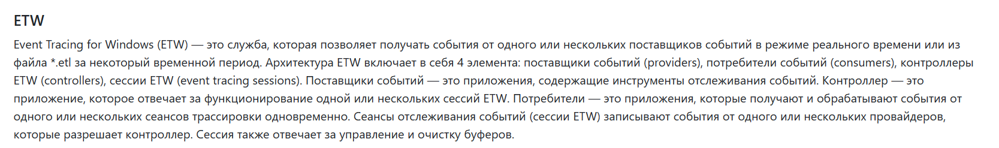 ETW
Event Tracing for Windows (ETW) — это служба, которая позволяет получать события от одного или нескольких поставщиков событий в режиме реального времени или из
файла *.etl за некоторый временной период. Архитектура ETW включает в себя 4 элемента: поставщики событий (providers), потребители событий (consumers), контроллеры
ETW (controllers), сессии ETW (event tracing sessions). Поставщики событий — это приложения, содержащие инструменты отслеживания событий. Контроллер — это
приложение, которое отвечает за функционирование одной или нескольких сессий ETW. Потребители — это приложения, которые получают и обрабатывают события от
одного или нескольких сеансов трассировки одновременно. Сеансы отслеживания событий (сессии ETW) записывают события от одного или нескольких провайдеров,
которые разрешает контроллер. Сессия также отвечает за управление и очистку буферов.